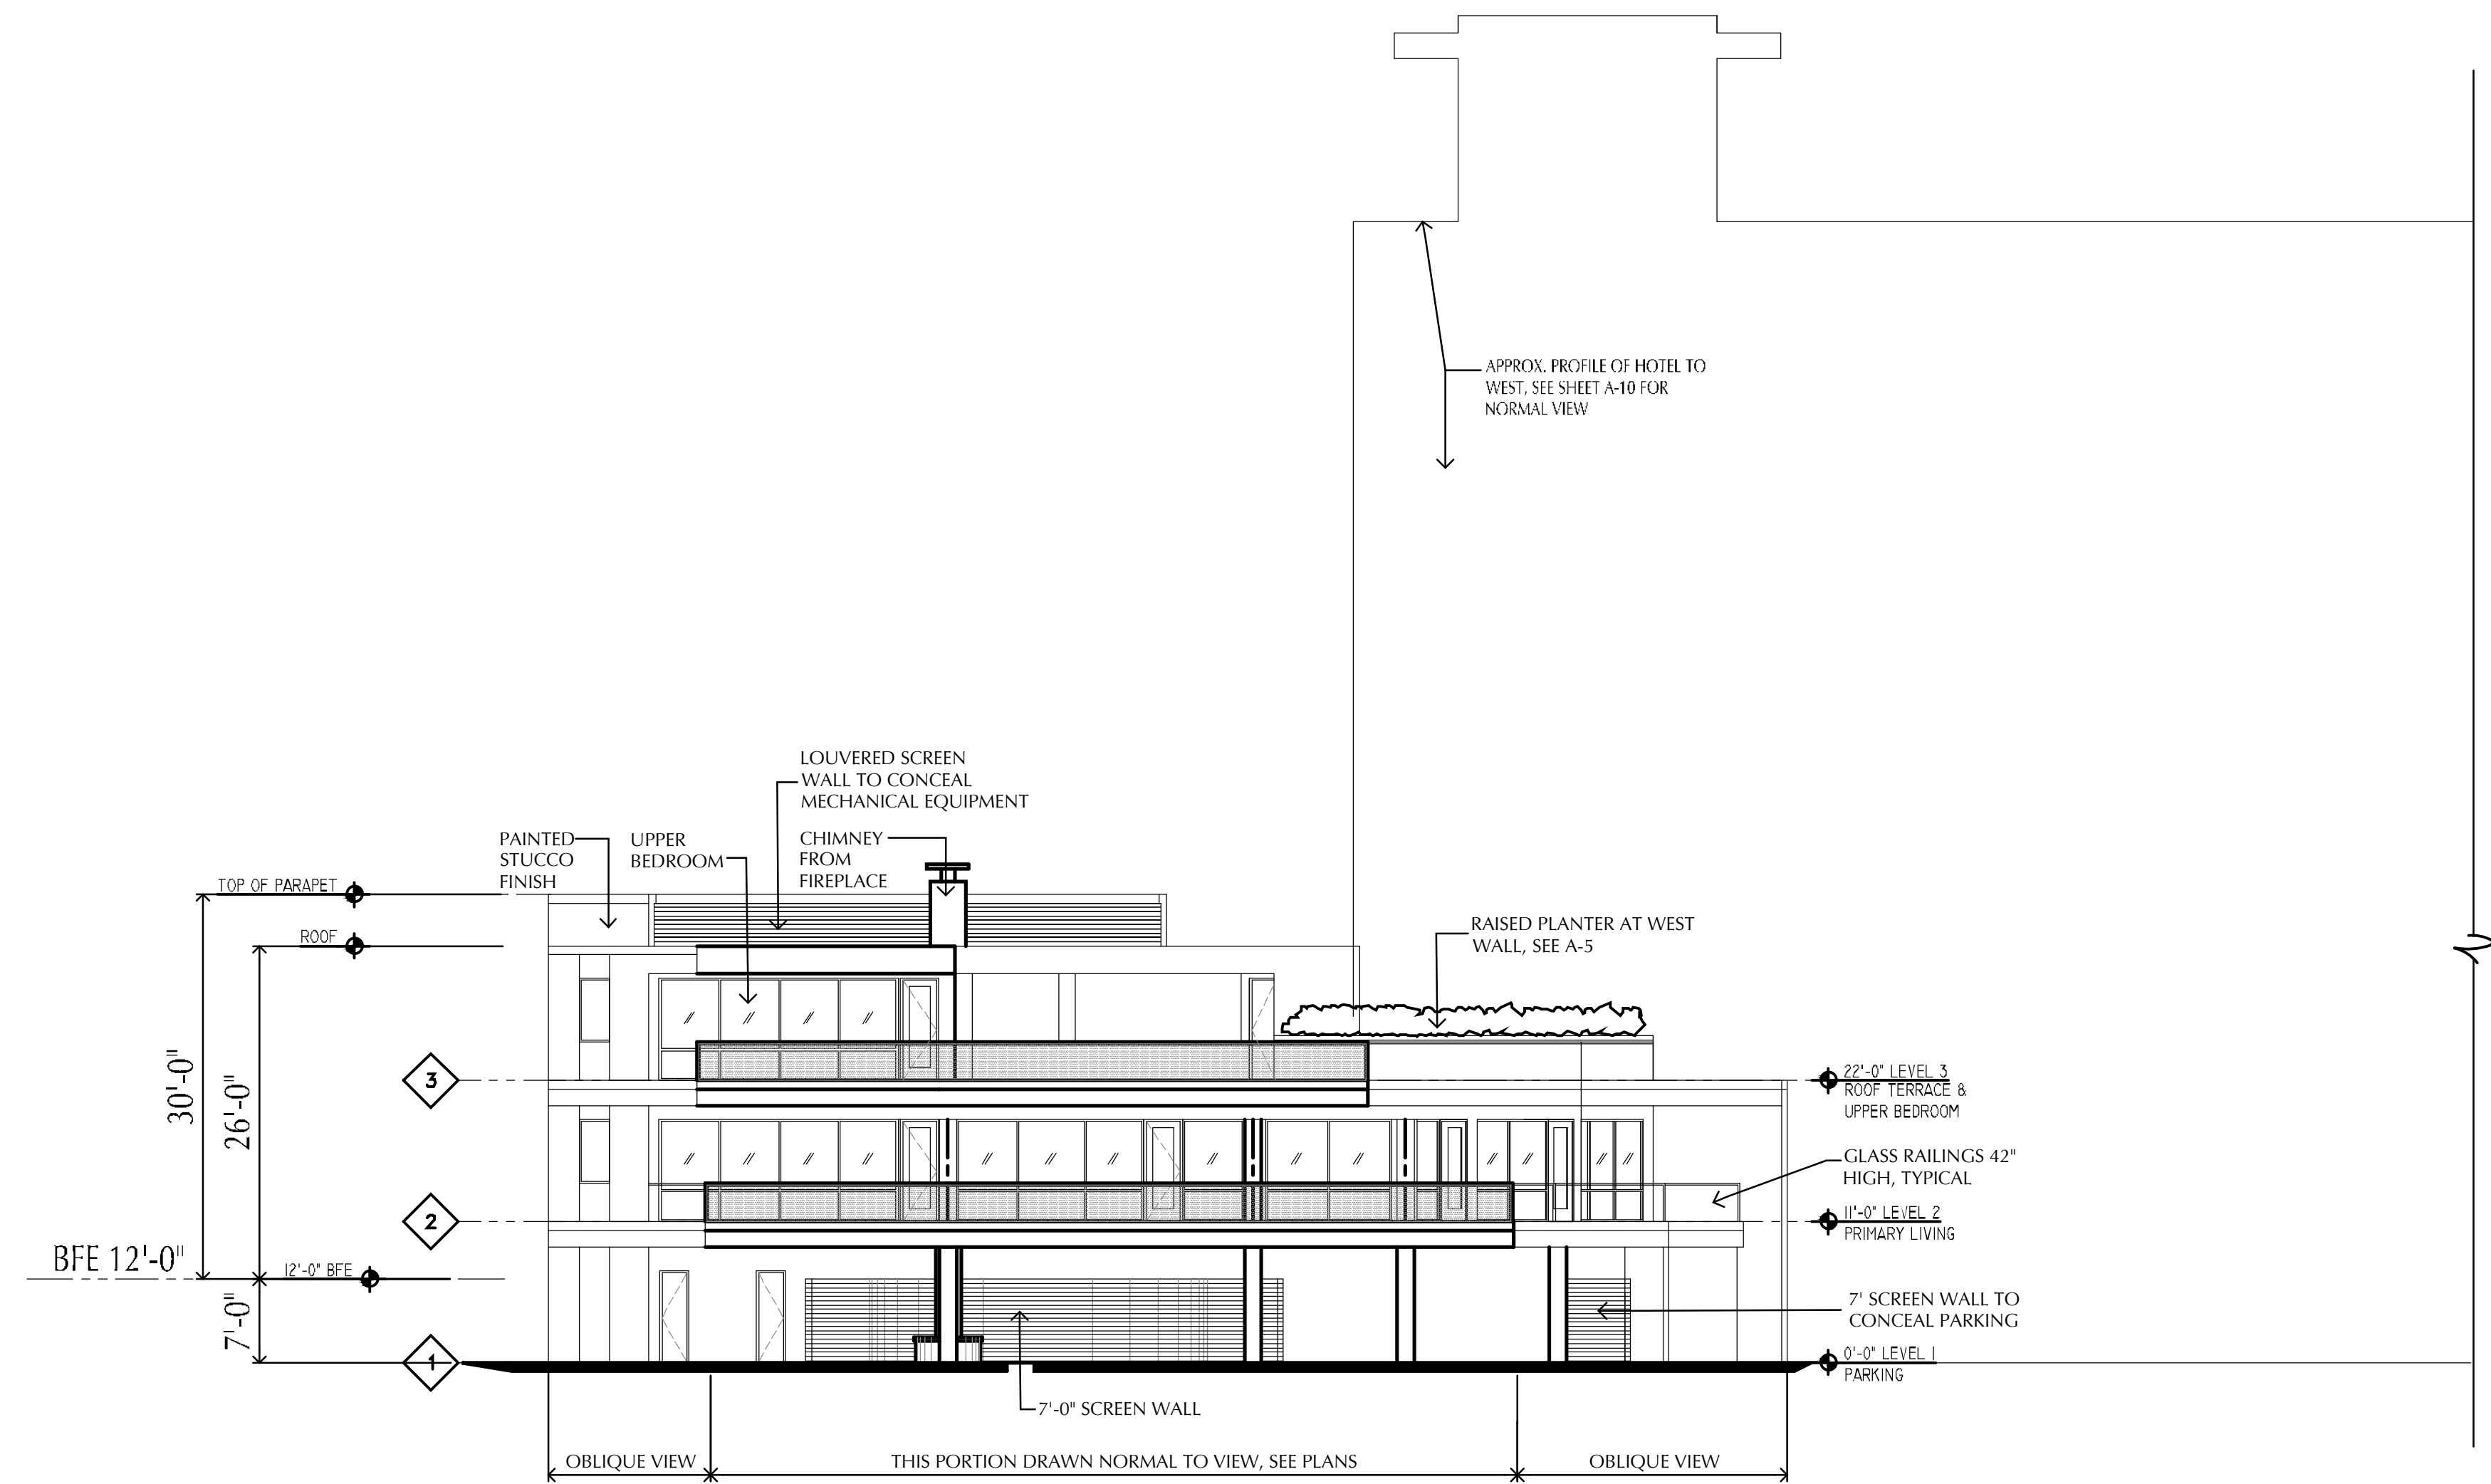 APPROX. PROFILE OF HOTEL TO
WEST, SEE SHEET A-10 FOR
NORMAL VIEW
LOUVERED SCREEN
WALL TO CONCEAL
MECHANICAL EQUIPMENT
PAINTED
STUCCO
FINISH
UPPER
BEDROOM
CHIMNEY
FROM
FIREPLACE
TOP OF PARAPET
ROOF
RAISED PLANTER AT WEST
WALL, SEE A-5
30'-0"
26'-0"
3
22'-0" LEVEL 3
ROOF TERRACE &
UPPER BEDROOM
GLASS RAILINGS 42"
HIGH, TYPICAL
2
11'-0" LEVEL 2
PRIMARY LIVING
BFE 12'-0"
12'-0" BFE
7'-0"
7' SCREEN WALL TO
CONCEAL PARKING
1
0'-0" LEVEL 1
PARKING
7'-0" SCREEN WALL
OBLIQUE VIEW
THIS PORTION DRAWN NORMAL TO VIEW, SEE PLANS
OBLIQUE VIEW